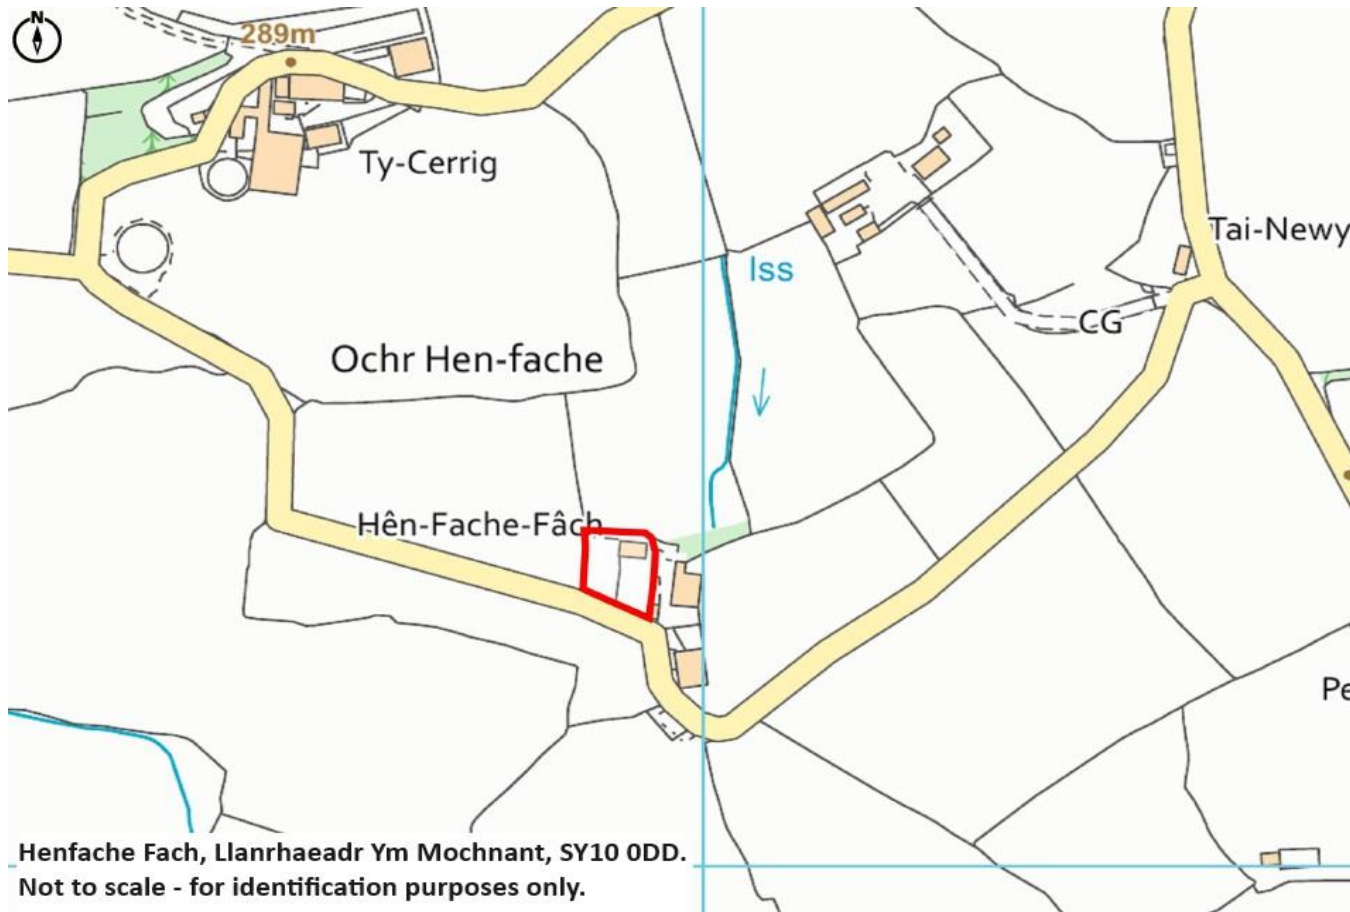 N
289m
Ty-Cerrig
Tai-Newy
Iss
CG
Ochr Hen-fache
Hên-Fache-Fâch
Pe
Henfache Fach, Llanrhaeadr Ym Mochnant, SY10 0DD.
Not to scale - for identification purposes only.